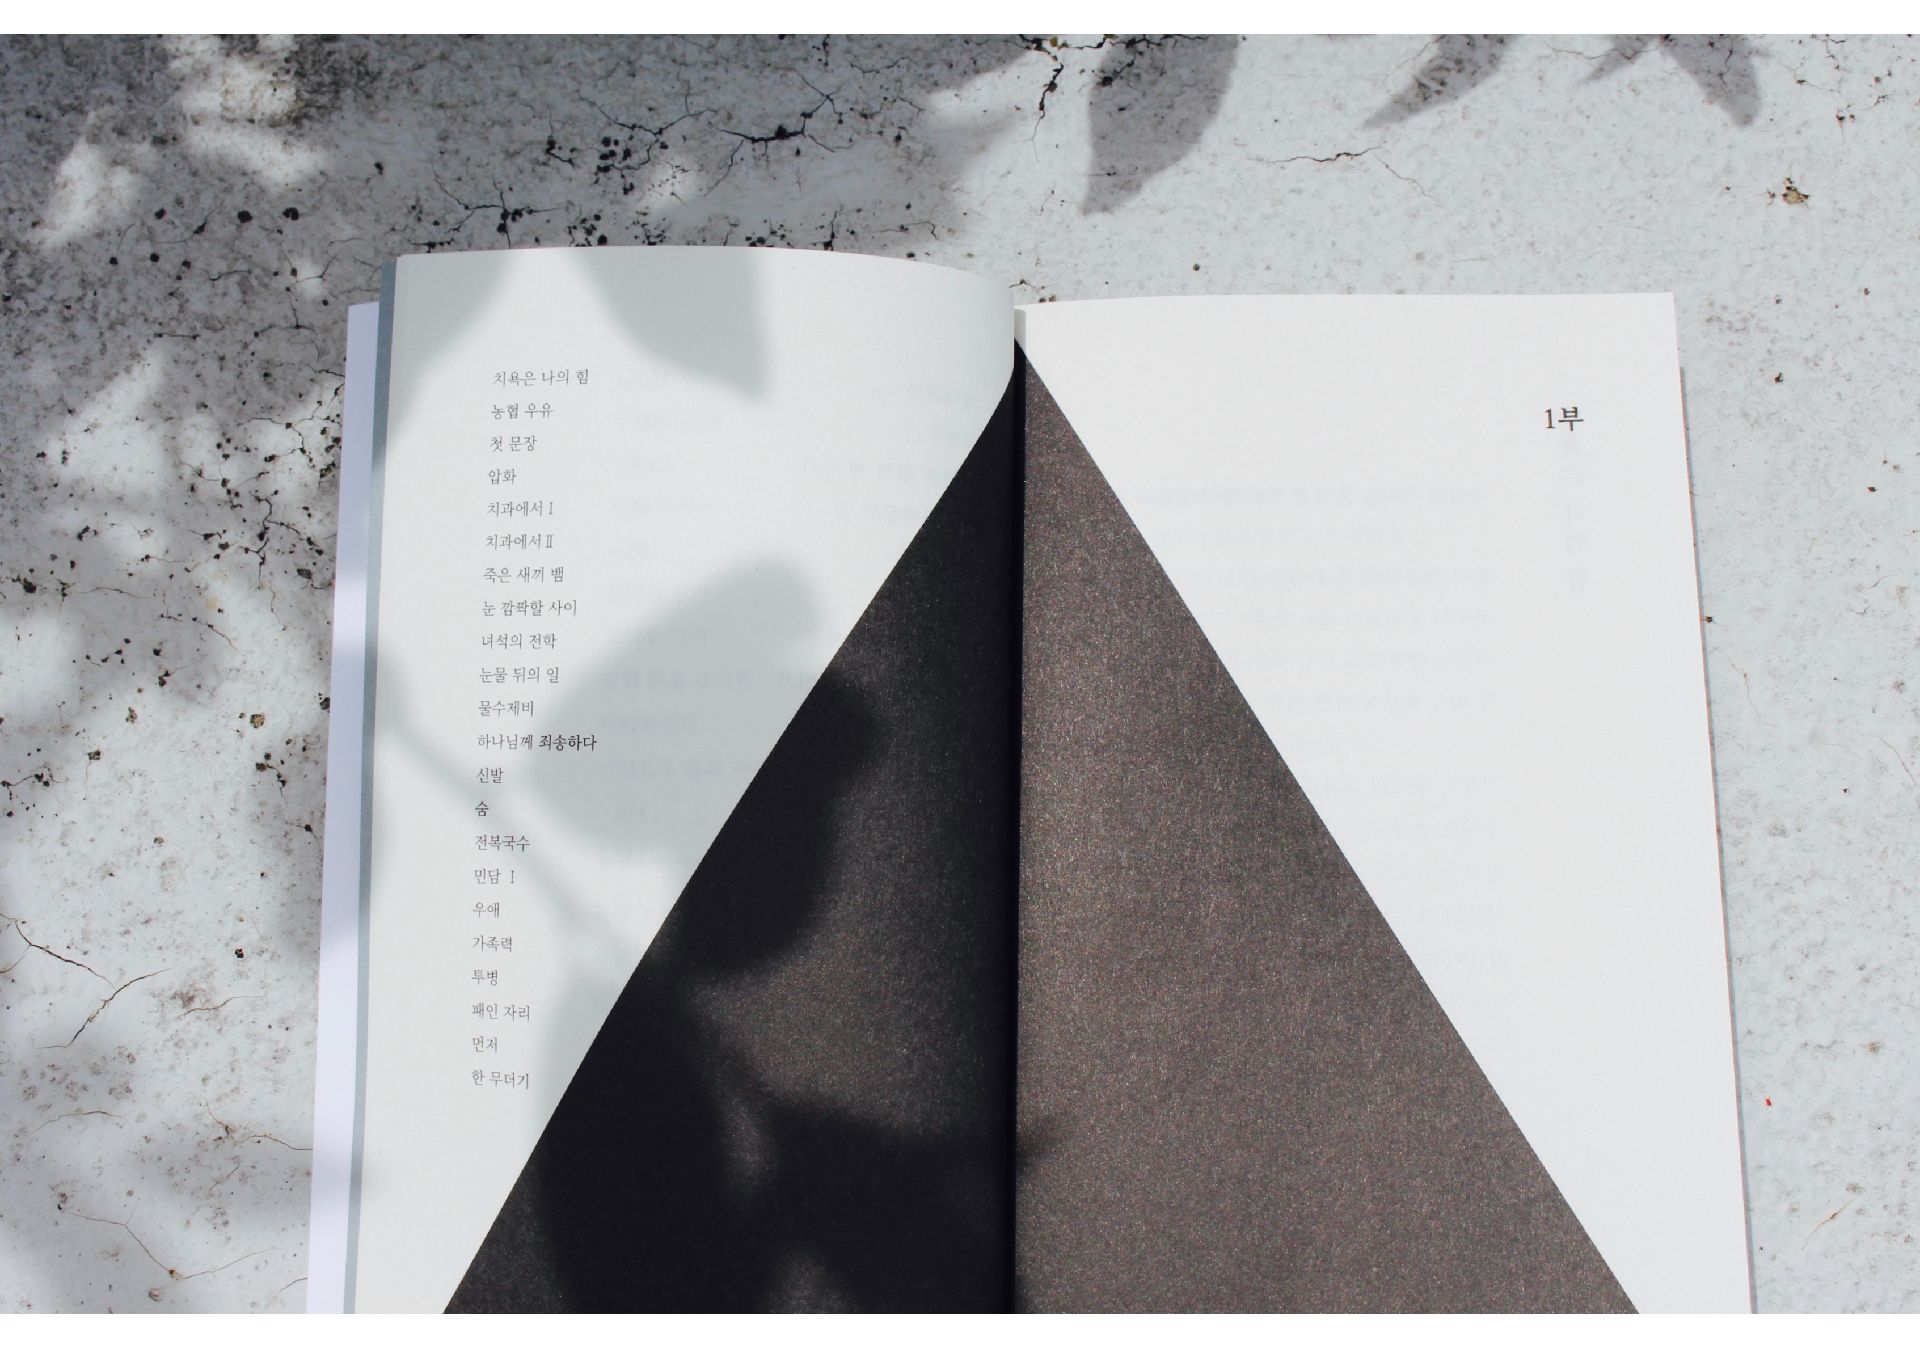 치욕은 나의 힘
농협 우유
첫 문장
압화
치과에서 Ⅰ
치과에서 Ⅱ
죽은 새끼 뱀
눈 깜짝할 사이
녀석의 전학
눈물 뒤의 일
물수제비
하나님께 죄송하다
신발
숨
전복국수
민담 Ⅰ
우애
가족력
투병
패인 자리
먼저
한 무더기
1부